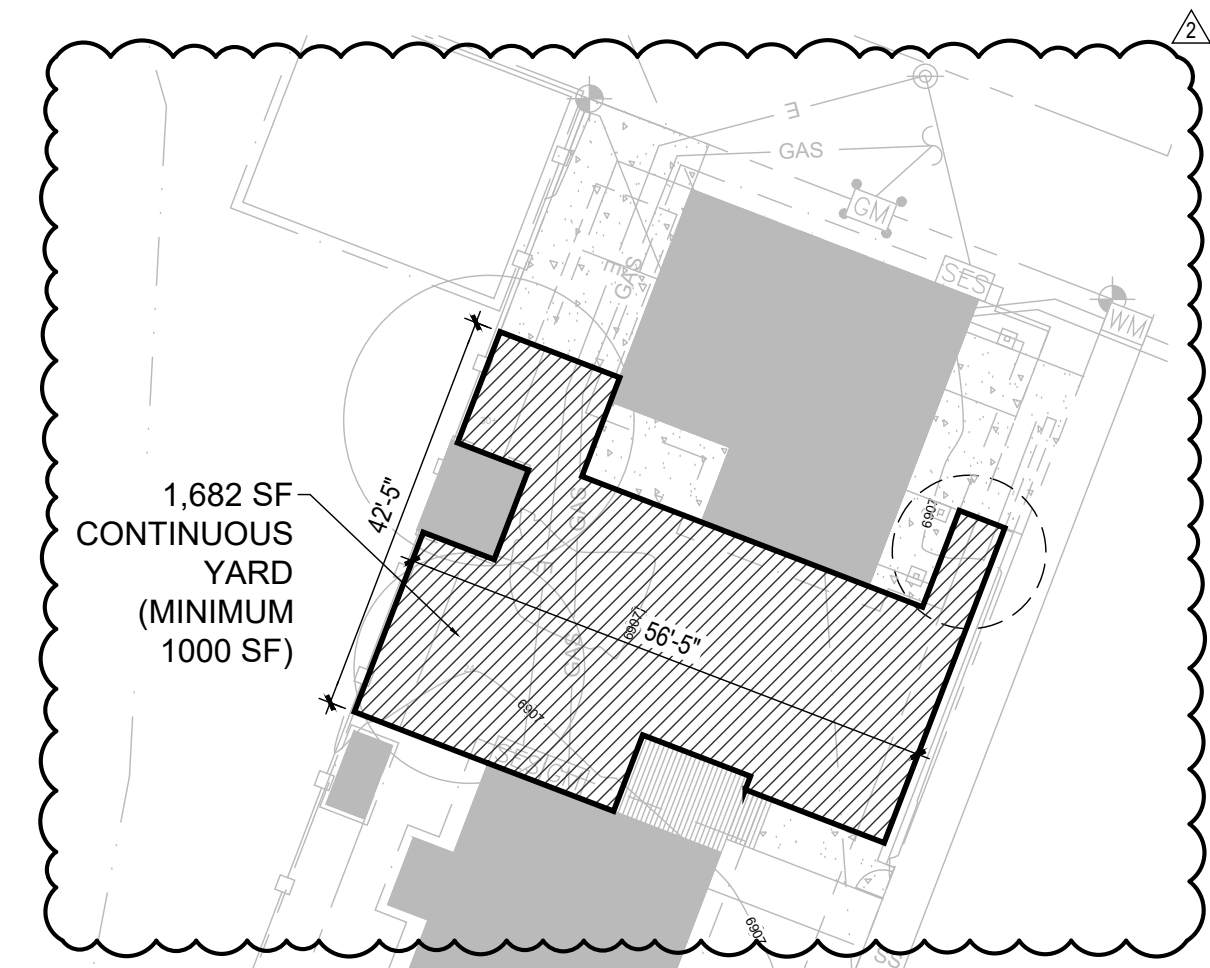 2
E
GAS
GM
SES
WM
E
GAS
1,682 SF
CONTINUOUS
YARD
(MINIMUM
1000 SF)
42'-5"
GAS
E
6907
6907
56'-5"
GAS
6907
6907
SS